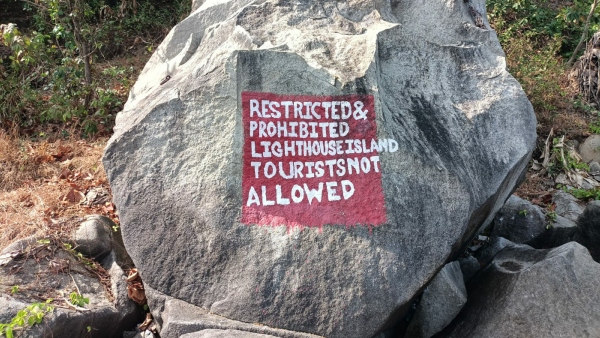 RESTRICTED&
PROHIBITED
LIGHTHOUSE ISLAND
TOURISTS NOT
ALLOWED